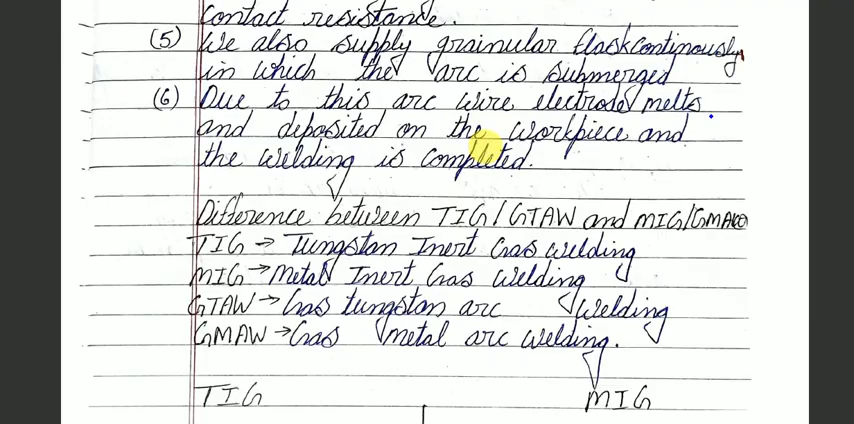 Contact resistance.
(5) We also supply grainular flask continously
in which the arc is submerged
(6) Due to this arc wire electrode melts.
and deposited on the workpiece and
the welding is completed.
Difference between TIG/GTAW and MIG/GMAW
TIG → Tungstan Inert Gas Welding
MIG → Metal Inert Gas Welding
GTAW → Gas tungstan arc Welding
GMAW → Gas metal arc welding.
TIG MIG